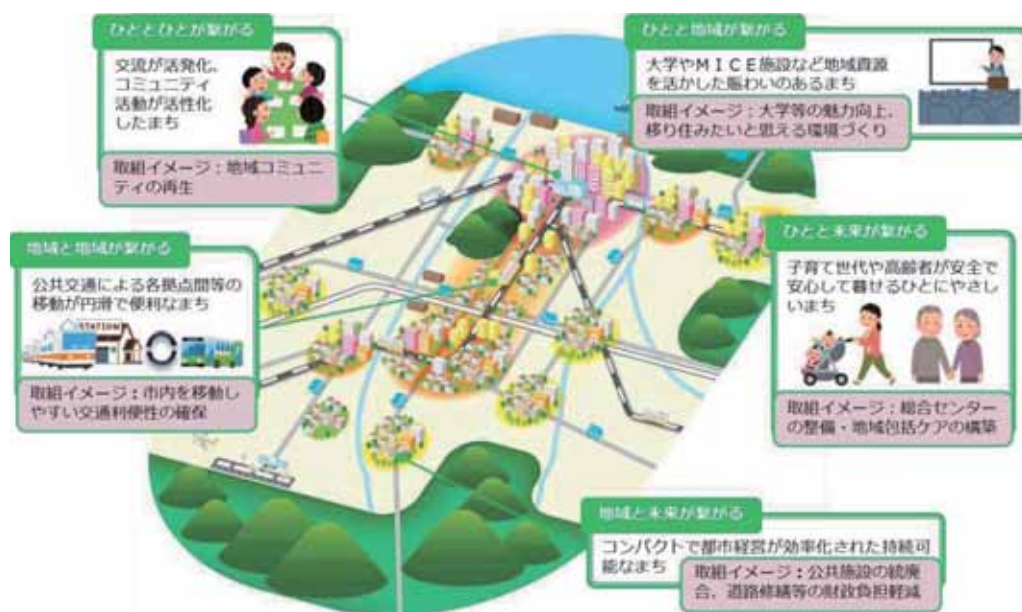 ひととひとが繋がる
交流が活発化、
コミュニティ
活動が活性化
したまち
取組イメージ：地域コミュニ
ティの再生
ひとと地域が繋がる
大学やＭＩＣＥ施設など地域資源
を活かした賑わいのあるまち
取組イメージ：大学等の魅力向上、
移り住みたいと思える環境づくり
地域と地域が繋がる
公共交通による各拠点間等の
移動が円滑で便利なまち
STATION
取組イメージ：市内を移動し
やすい交通利便性の確保
ひとと未来が繋がる
子育て世代や高齢者が安全で
安心して暮せるひとにやさし
いまち
取組イメージ：総合センター
の整備・地域包括ケアの構築
地域と未来が繋がる
コンパクトで都市経営が効率化された持続可
能なまち
取組イメージ：公共施設の統廃
合、道路修繕等の財政負担軽減